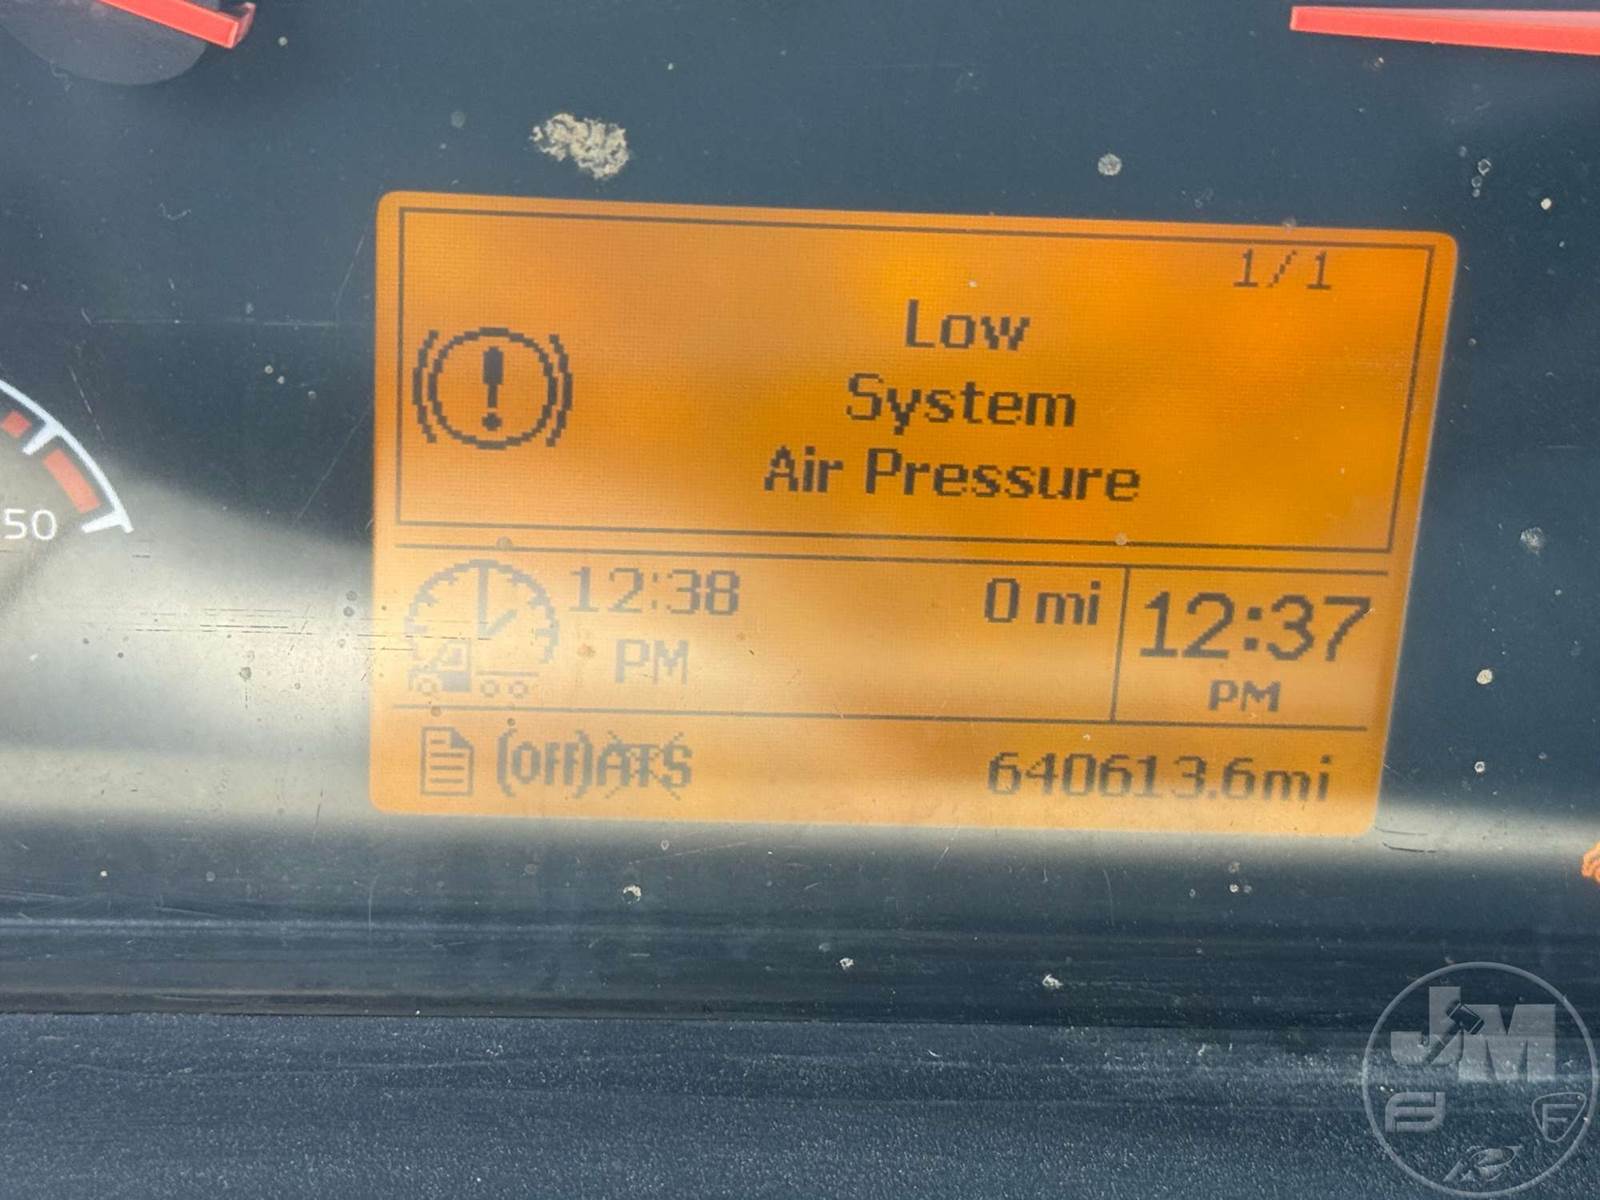 1/1
Low
System
Air Pressure
50
12:38
PM
0 mi
12:37
PM
(off)ATS
640613.6mi
JM